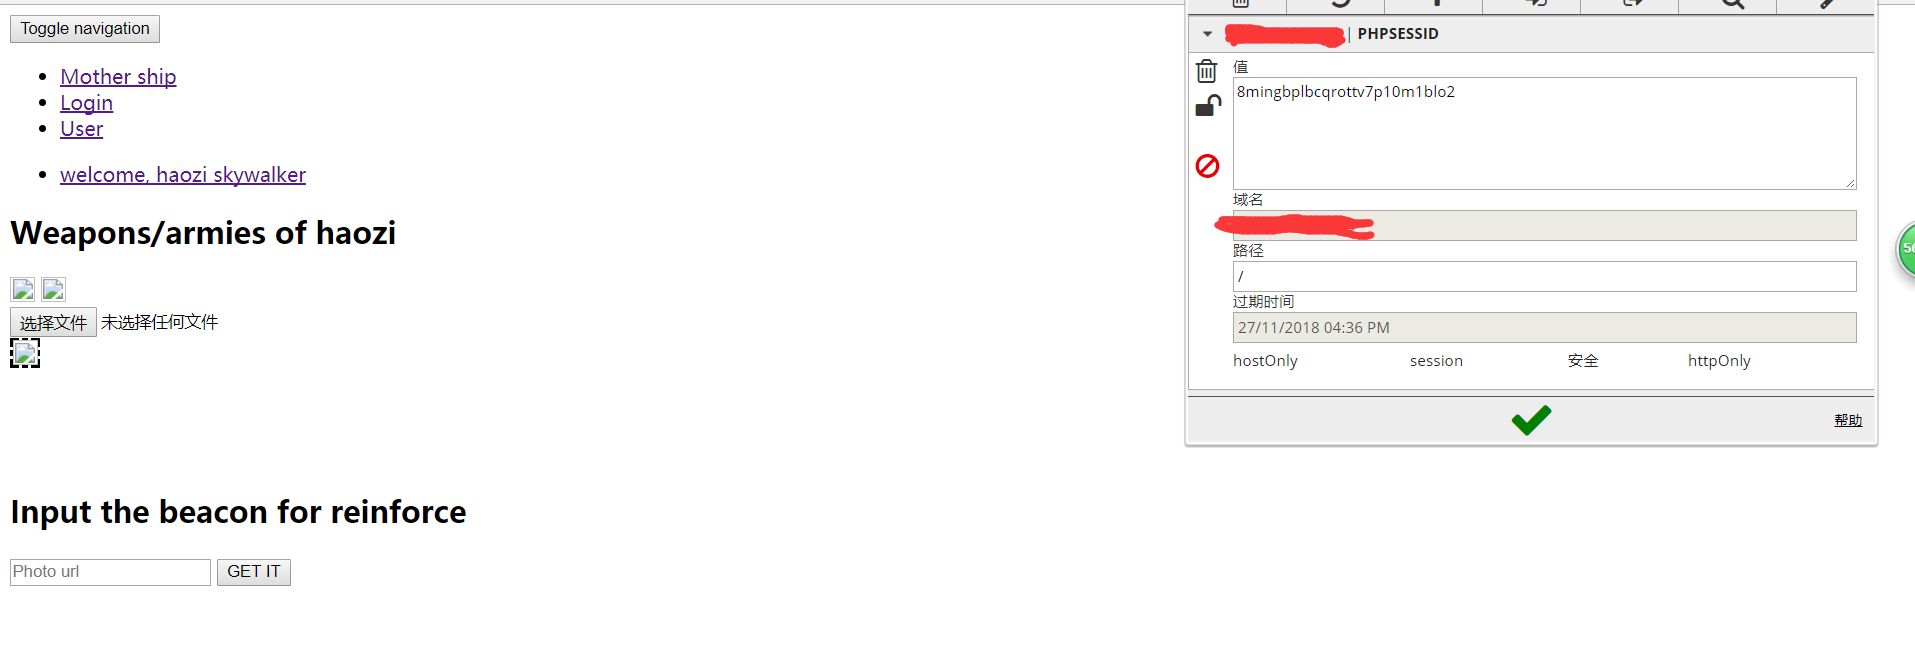 Toggle navigation
Mother ship
Login
User
welcome, haozi skywalker
Weapons/armies of haozi
选择文件 未选择任何文件
Input the beacon for reinforce
Photo url GET IT
| PHPSESSID
值
8mingbplbcqrottv7p10m1blo2
域名
路径
/
过期时间
27/11/2018 04:36 PM
hostOnly session 安全 httpOnly
帮助